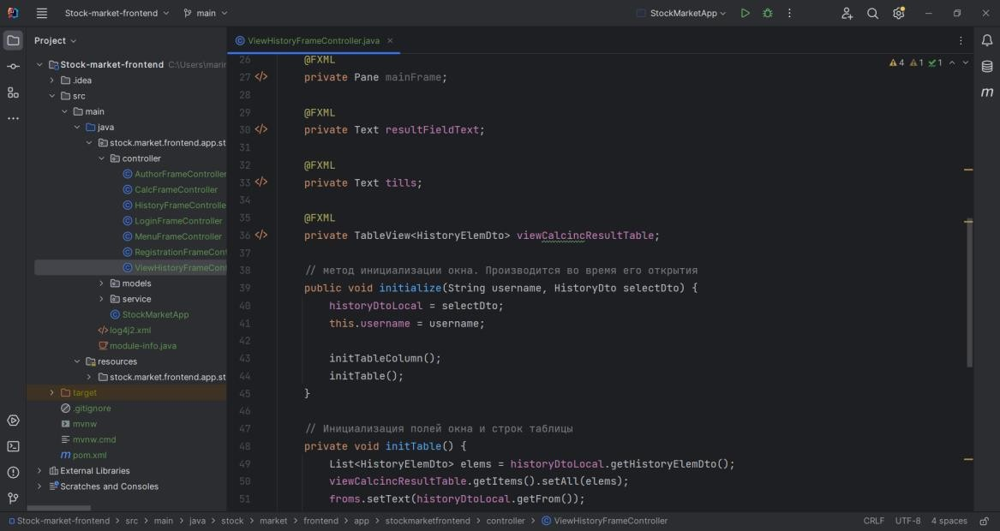 Stock-market-frontend main StockMarketApp
Project
ViewHistoryFrameController.java
Stock-market-frontend C:\Users\marin
.idea
src
main
java
stock.market.frontend.app.st
controller
AuthorFrameController
CalcFrameController
HistoryFrameControlle
LoginFrameController
MenuFrameController
RegistrationFrameCont
ViewHistoryFrameCont
models
service
StockMarketApp
log4j2.xml
module-info.java
resources
stock.market.frontend.app.st
target
.gitignore
mvnw
mvnw.cmd
pom.xml
External Libraries
Scratches and Consoles
4 1 1
26 @FXML
27 private Pane mainFrame;
28
29 @FXML
30 private Text resultFieldText;
31
32 @FXML
33 private Text tills;
34
35 @FXML
36 private TableView<HistoryElemDto> viewCalcincResultTable;
37
38 // метод инициализации окна. Производится во время его открытия
39 public void initialize(String username, HistoryDto selectDto) {
40 historyDtoLocal = selectDto;
41 this.username = username;
42
43 initTableColumn();
44 initTable();
45 }
46
47 // Инициализация полей окна и строк таблицы
48 private void initTable() {
49 List<HistoryElemDto> elems = historyDtoLocal.getHistoryElemDto();
50 viewCalcincResultTable.getItems().setAll(elems);
51 froms.setText(historyDtoLocal.getFrom());
m
Stock-market-frontend > src > main > java > stock > market > frontend > app > stockmarketfrontend > controller > ViewHistoryFrameController CRLF UTF-8 4 spaces